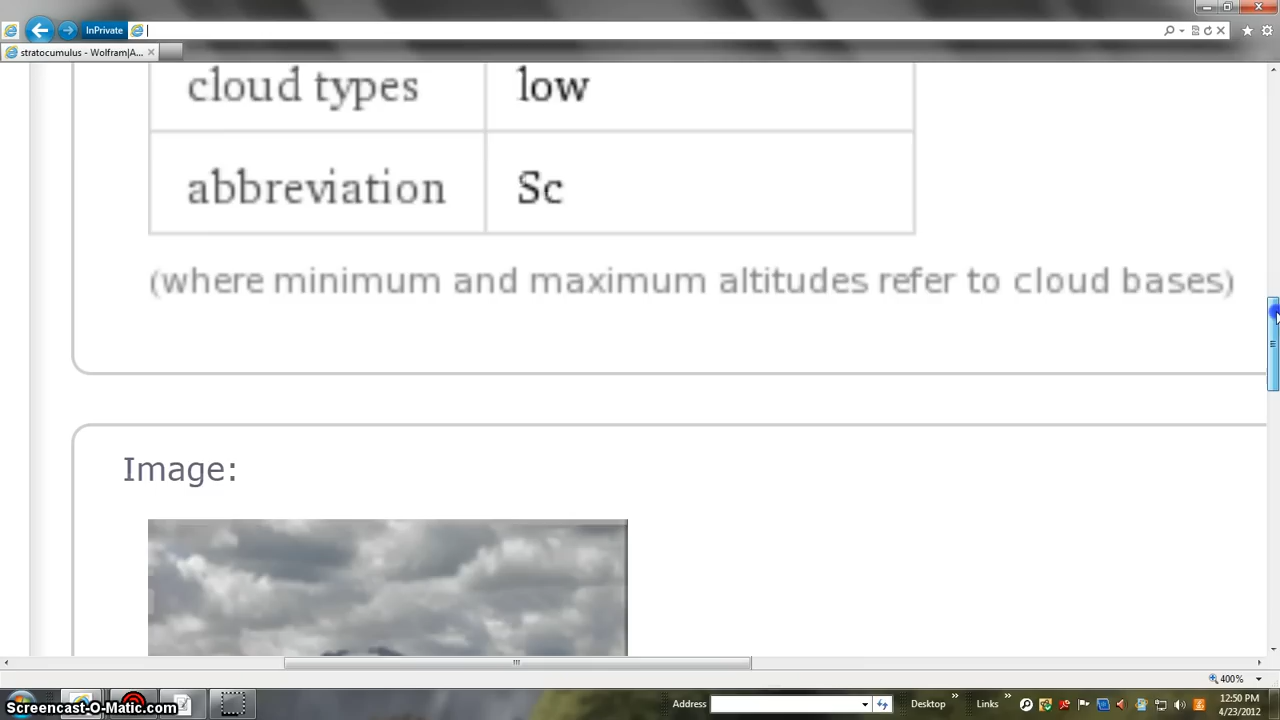 InPrivate
stratocumulus - Wolfram|A...
cloud types low
abbreviation Sc
(where minimum and maximum altitudes refer to cloud bases)
Image:
400%
Screencast-O-Matic.com
Address
Desktop
Links
12:50 PM
4/23/2012